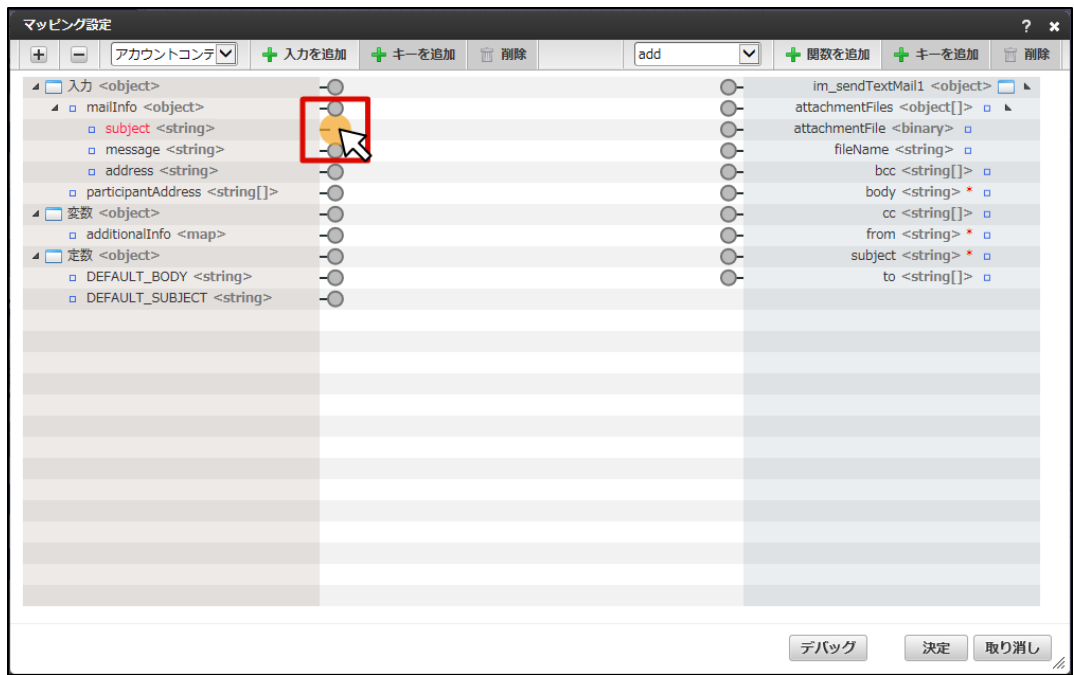 マッピング設定 ? ×
アカウントコンテ 入力を追加 キーを追加 削除 add 関数を追加 キーを追加 削除
入力 <object> im_sendTextMail1 <object>
mailInfo <object> attachmentFiles <object[]>
subject <string> attachmentFile <binary>
message <string> fileName <string>
address <string> bcc <string[]>
participantAddress <string[]> body <string> *
変数 <object> cc <string[]>
additionalInfo <map> from <string> *
定数 <object> subject <string> *
DEFAULT_BODY <string> to <string[]>
DEFAULT_SUBJECT <string>
デバッグ 決定 取り消し